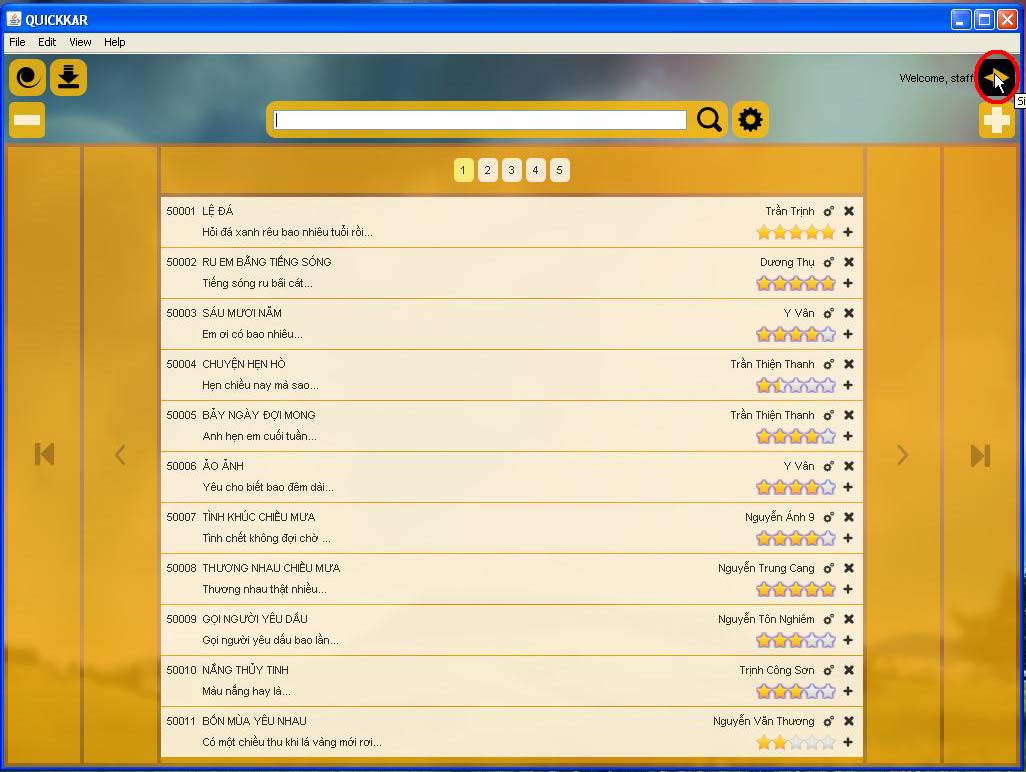 QUICKKAR
File Edit View Help
Welcome, staff
Si
1 2 3 4 5
50001 LỆ ĐÁ Trần Trịnh
Hỏi đá xanh rêu bao nhiêu tuổi rồi...
50002 RU EM BẰNG TIẾNG SÓNG Dương Thụ
Tiếng sóng ru bãi cát...
50003 SÁU MƯƠI NĂM Y Vân
Em ơi có bao nhiêu...
50004 CHUYỆN HẸN HÒ Trần Thiện Thanh
Hẹn chiều nay mà sao...
50005 BẢY NGÀY ĐỢI MONG Trần Thiện Thanh
Anh hẹn em cuối tuần...
50006 ẢO ẢNH Y Vân
Yêu cho biết bao đêm dài...
50007 TÌNH KHÚC CHIỀU MƯA Nguyễn Ánh 9
Tình chết không đợi chờ ...
50008 THƯƠNG NHAU CHIỀU MƯA Nguyễn Trung Cang
Thương nhau thật nhiều...
50009 GỌI NGƯỜI YÊU DẤU Nguyễn Tôn Nghiêm
Gọi người yêu dấu bao lần...
50010 NẮNG THỦY TINH Trịnh Công Sơn
Màu nắng hay là...
50011 BỐN MÙA YÊU NHAU Nguyễn Văn Thương
Có một chiều thu khi lá vàng mới rơi...